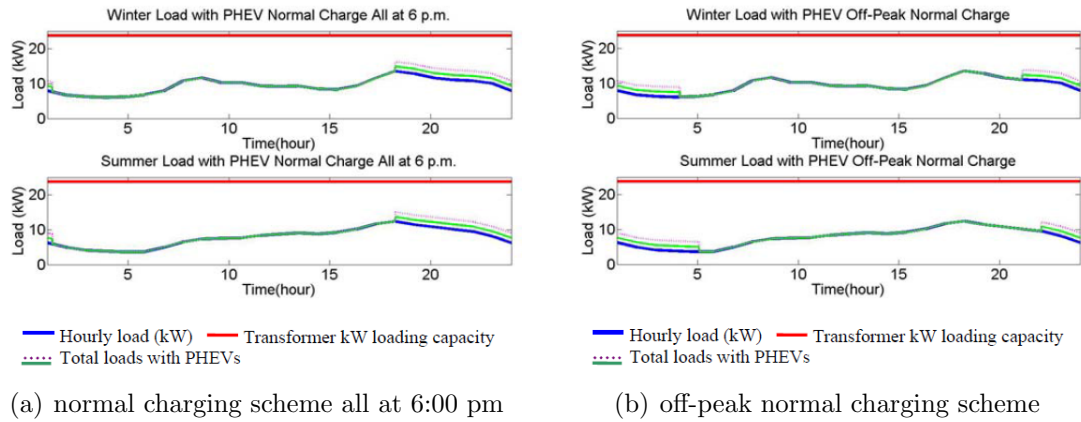 Winter Load with PHEV Normal Charge All at 6 p.m.
Load (kW)
20
10
0
5
10
15
20
Time(hour)
Summer Load with PHEV Normal Charge All at 6 p.m.
Load (kW)
20
10
0
5
10
15
20
Time(hour)
Hourly load (kW) Transformer kW loading capacity
Total loads with PHEVs
(a) normal charging scheme all at 6:00 pm
Winter Load with PHEV Off-Peak Normal Charge
Load (kW)
20
10
0
5
10
15
20
Time(hour)
Summer Load with PHEV Off-Peak Normal Charge
Load (kW)
20
10
0
5
10
15
20
Time(hour)
Hourly load (kW) Transformer kW loading capacity
Total loads with PHEVs
(b) off-peak normal charging scheme